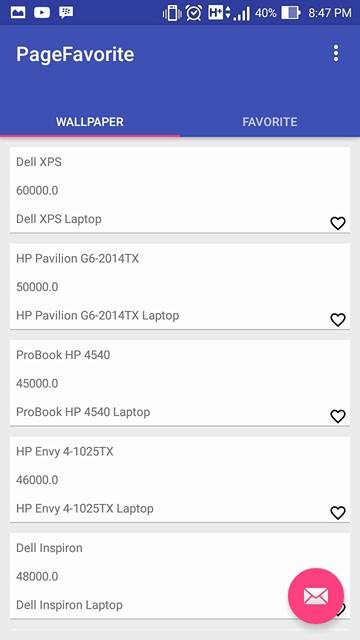 H+ 40% 8:47 PM
PageFavorite
WALLPAPER FAVORITE
Dell XPS
60000.0
Dell XPS Laptop
HP Pavilion G6-2014TX
50000.0
HP Pavilion G6-2014TX Laptop
ProBook HP 4540
45000.0
ProBook HP 4540 Laptop
HP Envy 4-1025TX
46000.0
HP Envy 4-1025TX Laptop
Dell Inspiron
48000.0
Dell Inspiron Laptop